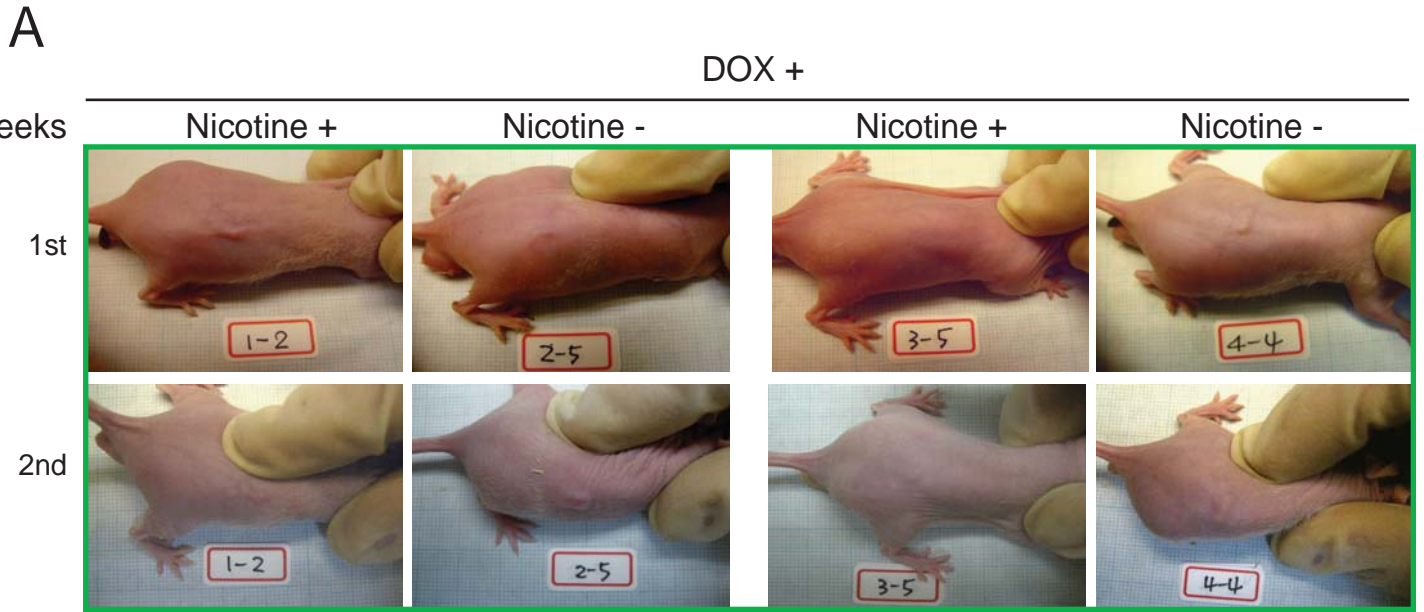 A
DOX +
eeks
Nicotine +
Nicotine -
Nicotine +
Nicotine -
1st
1-2
2-5
3-5
4-4
2nd
1-2
2-5
3-5
4-4